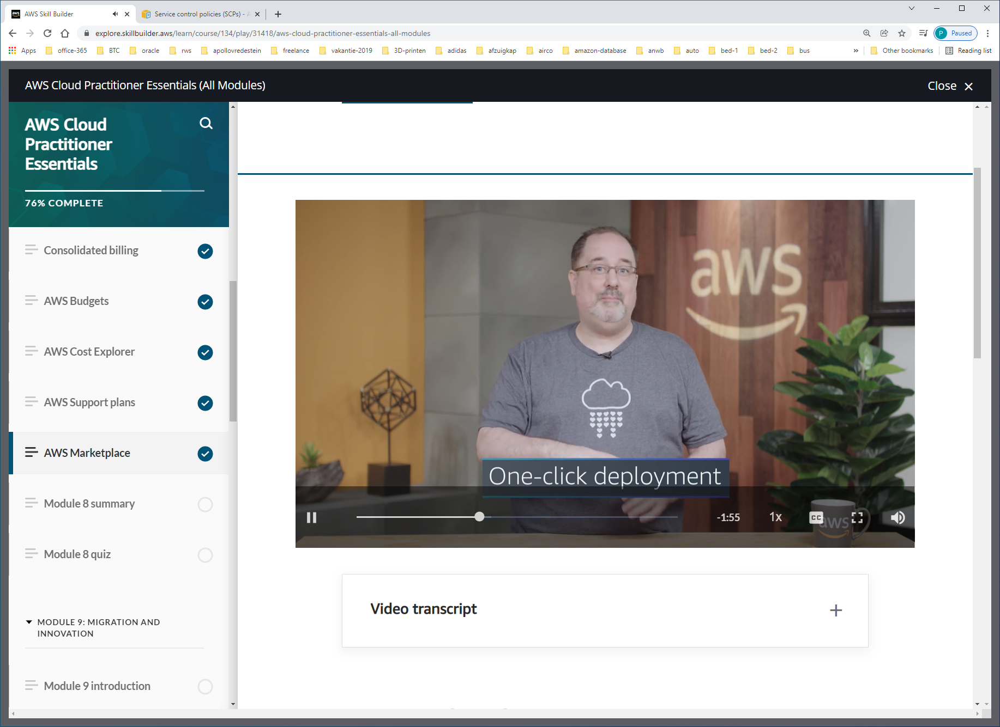 aws AWS Skill Builder
Service control policies (SCPs) - A
explore.skillbuilder.aws/learn/course/134/play/31418/aws-cloud-practitioner-essentials-all-modules
P Paused
Apps office-365 BTC oracle rws apollovredestein freelance vakantie-2019 3D-printen adidas afzuigkap airco amazon-database anwb auto bed-1 bed-2 bus » Other bookmarks Reading list
AWS Cloud Practitioner Essentials (All Modules)
Close
AWS Cloud
Practitioner
Essentials
76% COMPLETE
Consolidated billing
AWS Budgets
AWS Cost Explorer
AWS Support plans
AWS Marketplace
Module 8 summary
Module 8 quiz
MODULE 9: MIGRATION AND
INNOVATION
Module 9 introduction
aws
One-click deployment
-1:55
1x
CC
aws
Video transcript